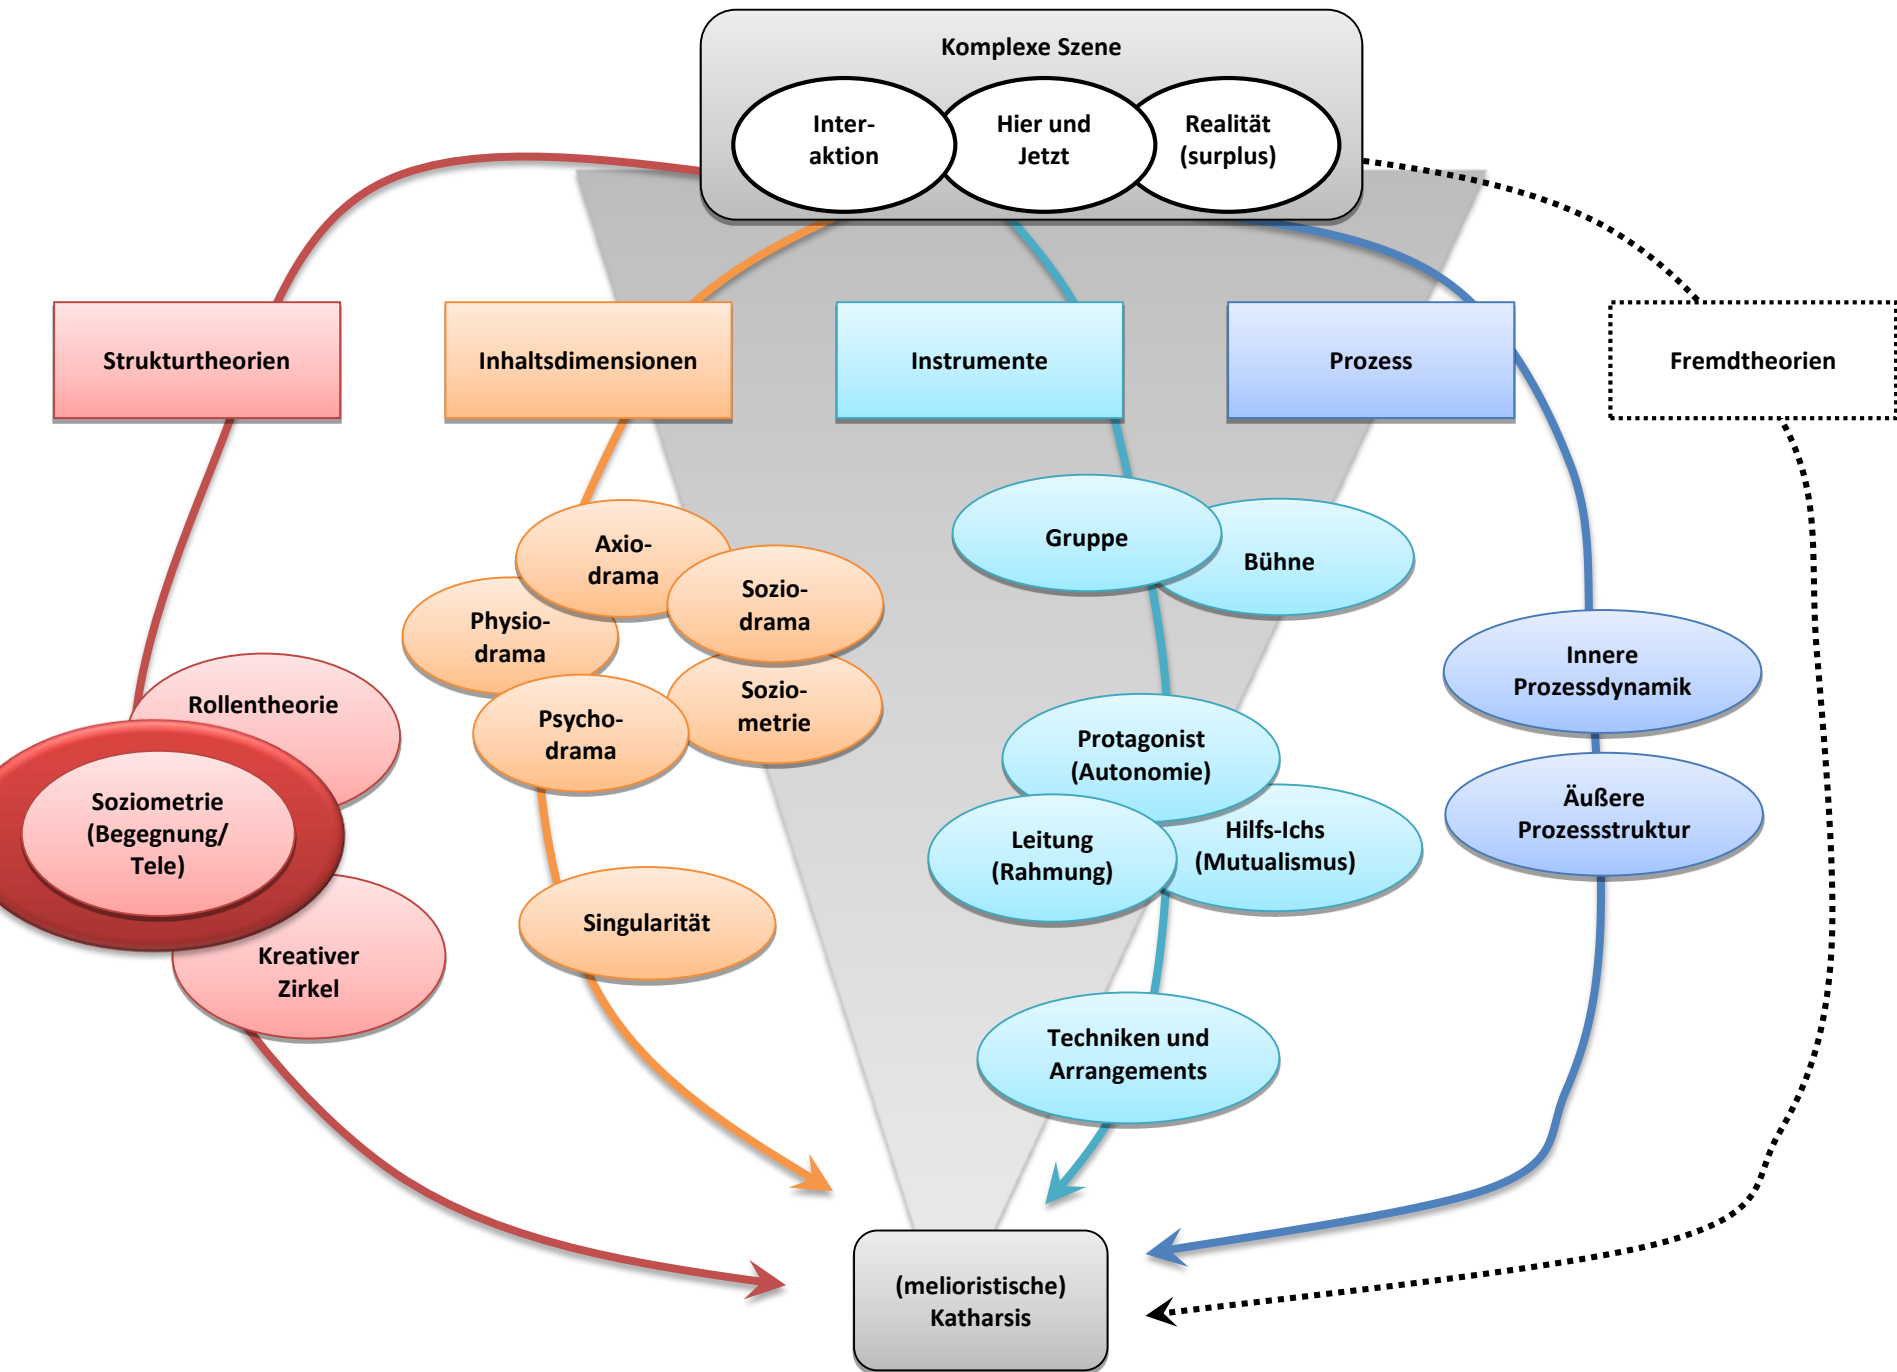 Komplexe Szene
Inter-
aktion
Hier und
Jetzt
Realität
(surplus)
Strukturtheorien
Inhaltsdimensionen
Instrumente
Prozess
Fremdtheorien
Rollentheorie
Soziometrie
(Begegnung/
Tele)
Kreativer
Zirkel
Axio-
drama
Sozio-
drama
Physio-
drama
Sozio-
metrie
Psycho-
drama
Singularität
Gruppe
Bühne
Protagonist
(Autonomie)
Leitung
(Rahmung)
Hilfs-Ichs
(Mutualismus)
Techniken und
Arrangements
Innere
Prozessdynamik
Äußere
Prozessstruktur
(melioristische)
Katharsis